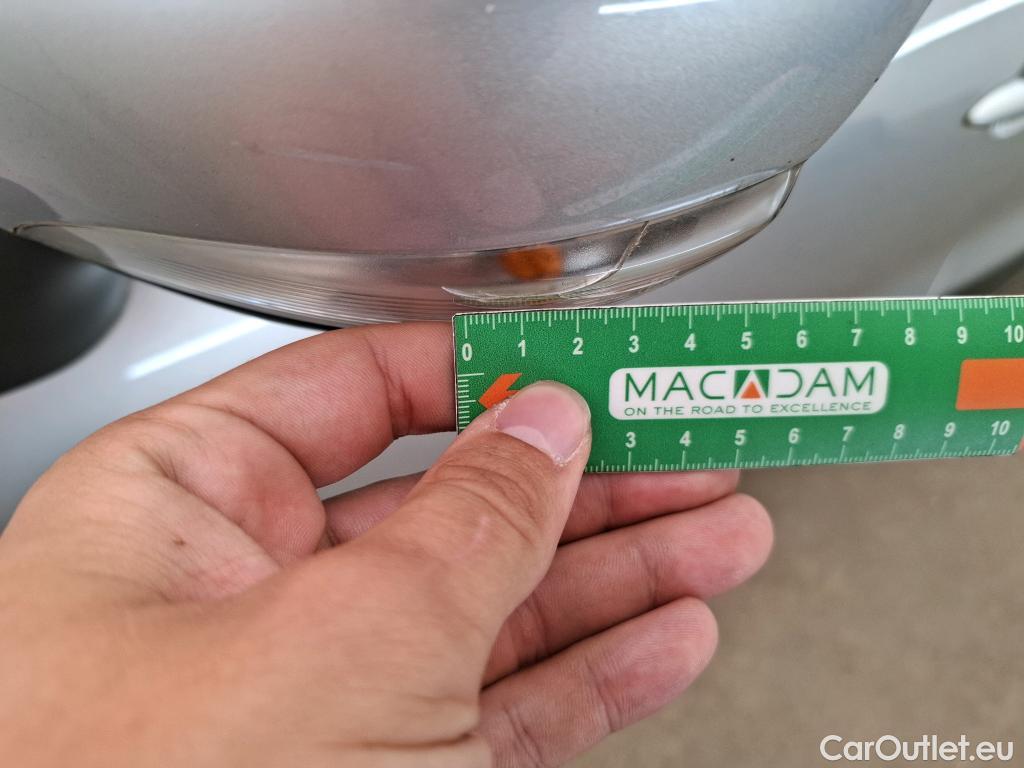 0 1 2 3 4 5 6 7 8 9 10
MACADAM
ON THE ROAD TO EXCELLENCE
3 4 5 6 7 8 9 10
CarOutlet.eu